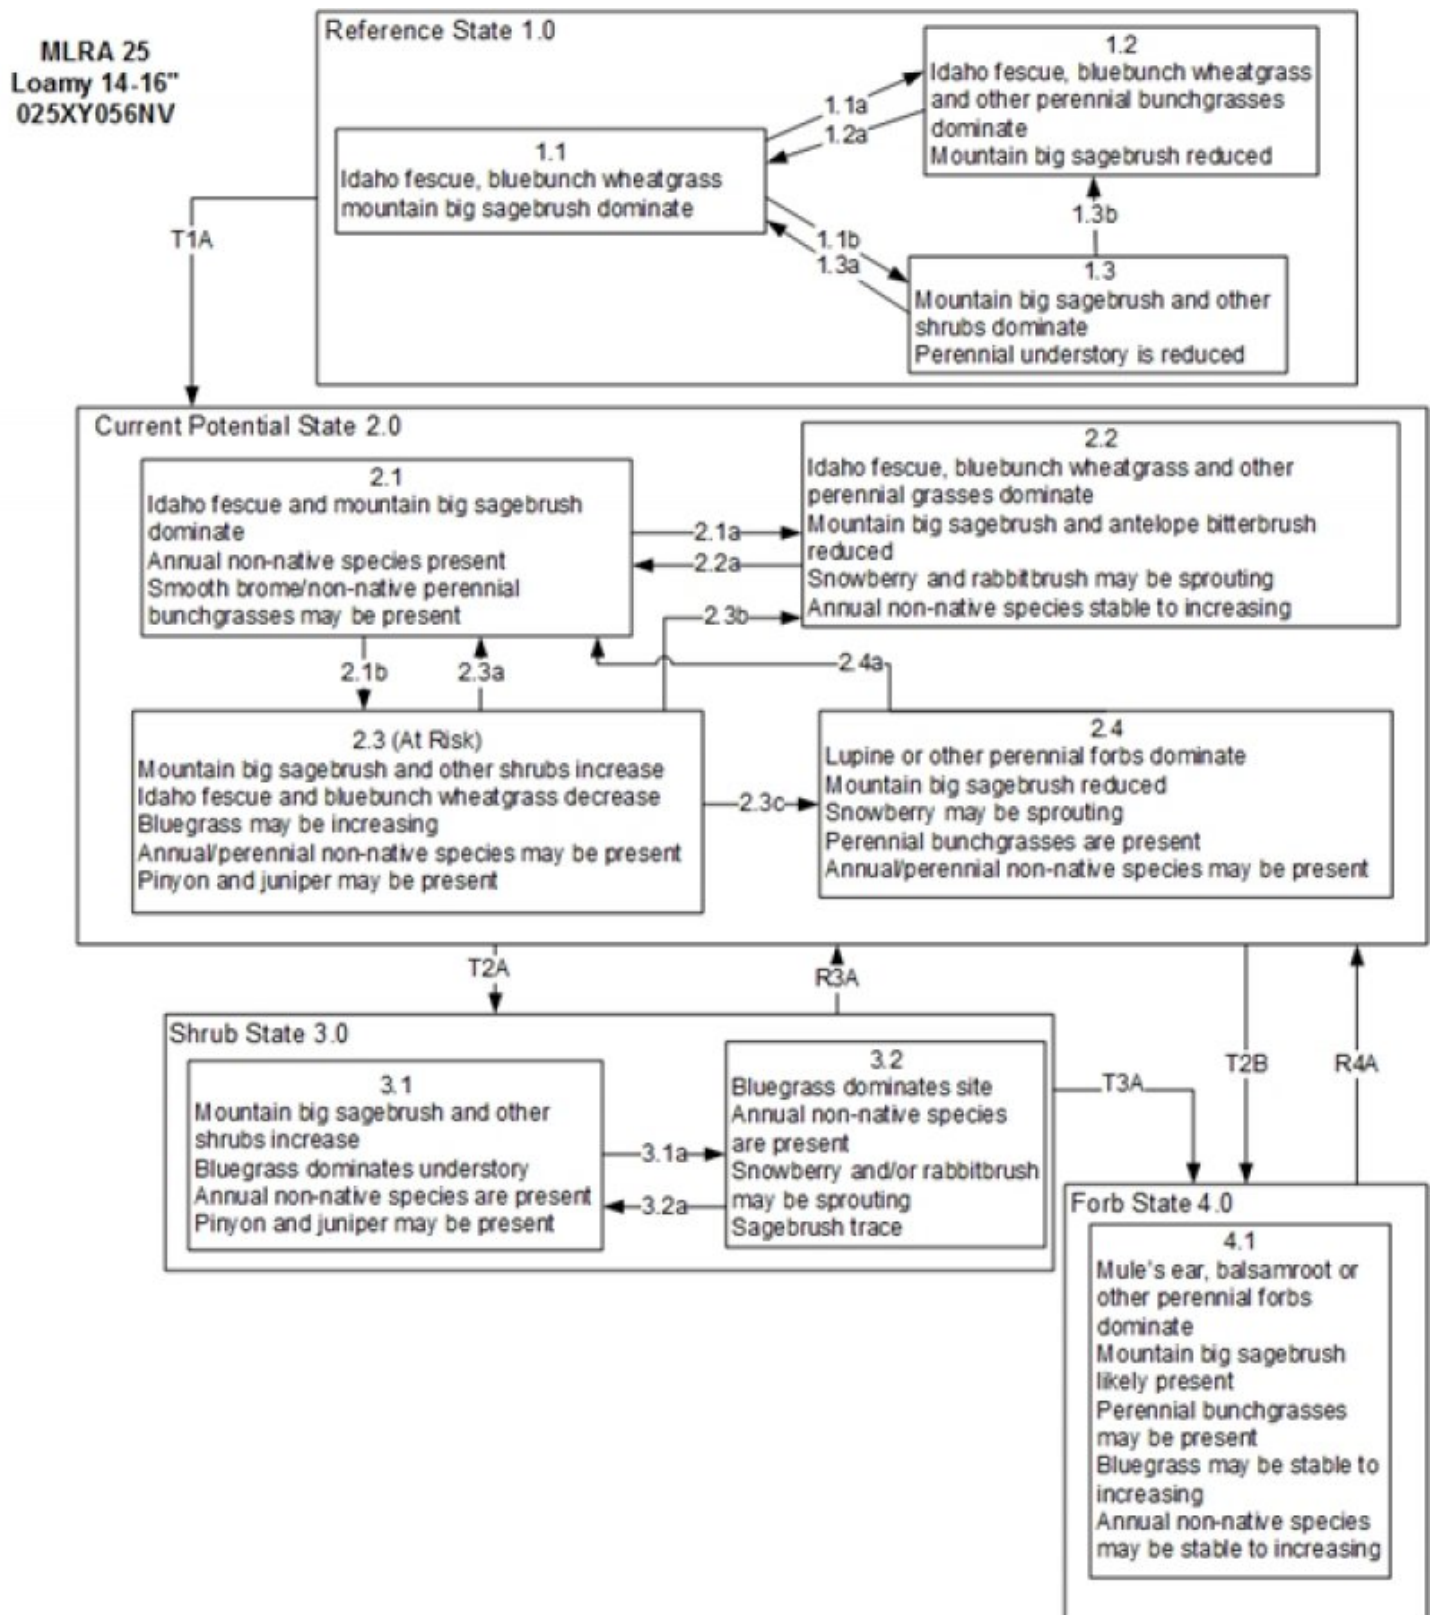 MLRA 25
Loamy 14-16"
025XY056NV
Reference State 1.0
1.1
Idaho fescue, bluebunch wheatgrass
mountain big sagebrush dominate
1.1a
1.2a
1.2
Idaho fescue, bluebunch wheatgrass
and other perennial bunchgrasses
dominate
Mountain big sagebrush reduced
1.3b
1.1b
1.3a
1.3
Mountain big sagebrush and other
shrubs dominate
Perennial understory is reduced
T1A
Current Potential State 2.0
2.1
Idaho fescue and mountain big sagebrush
dominate
Annual non-native species present
Smooth brome/non-native perennial
bunchgrasses may be present
2.1a
2.2a
2.2
Idaho fescue, bluebunch wheatgrass and other
perennial grasses dominate
Mountain big sagebrush and antelope bitterbrush
reduced
Snowberry and rabbitbrush may be sprouting
Annual non-native species stable to increasing
2.3b
2.1b
2.3a
2.4a
2.3 (At Risk)
Mountain big sagebrush and other shrubs increase
Idaho fescue and bluebunch wheatgrass decrease
Bluegrass may be increasing
Annual/perennial non-native species may be present
Pinyon and juniper may be present
2.3c
2.4
Lupine or other perennial forbs dominate
Mountain big sagebrush reduced
Snowberry may be sprouting
Perennial bunchgrasses are present
Annual/perennial non-native species may be present
T2A
R3A
T2B
R4A
Shrub State 3.0
3.1
Mountain big sagebrush and other
shrubs increase
Bluegrass dominates understory
Annual non-native species are present
Pinyon and juniper may be present
3.1a
3.2a
3.2
Bluegrass dominates site
Annual non-native species
are present
Snowberry and/or rabbitbrush
may be sprouting
Sagebrush trace
T3A
Forb State 4.0
4.1
Mule's ear, balsamroot or
other perennial forbs
dominate
Mountain big sagebrush
likely present
Perennial bunchgrasses
may be present
Bluegrass may be stable to
increasing
Annual non-native species
may be stable to increasing